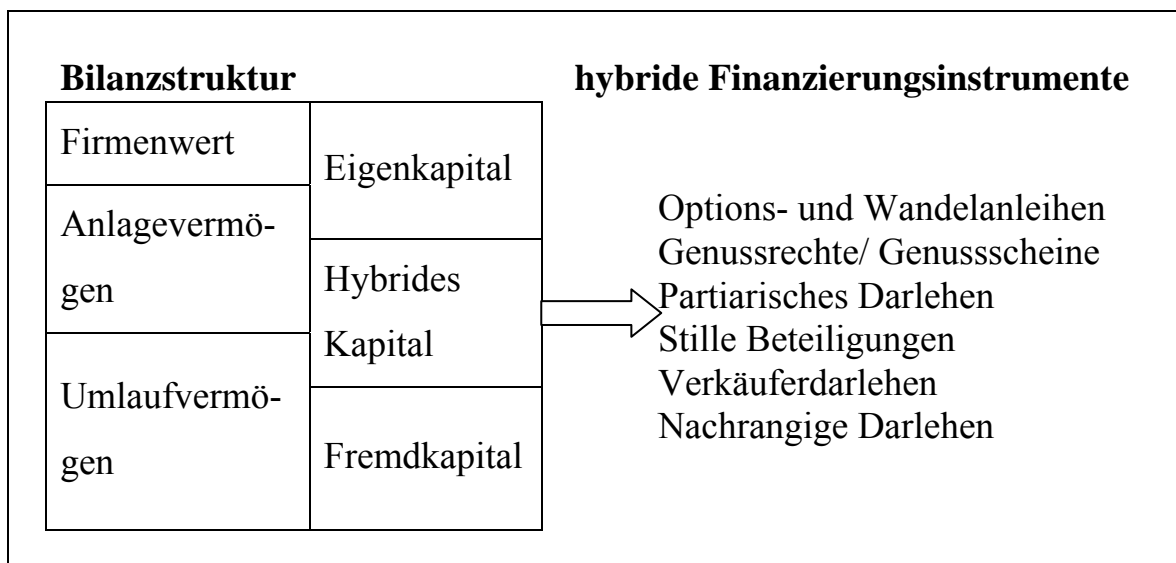 Bilanzstruktur
hybride Finanzierungsinstrumente
Firmenwert
Anlagevermö-
gen
Umlaufvermö-
gen
Eigenkapital
Hybrides
Kapital
Fremdkapital
Options- und Wandelanleihen
Genussrechte/ Genussscheine
Partiarisches Darlehen
Stille Beteiligungen
Verkäuferdarlehen
Nachrangige Darlehen